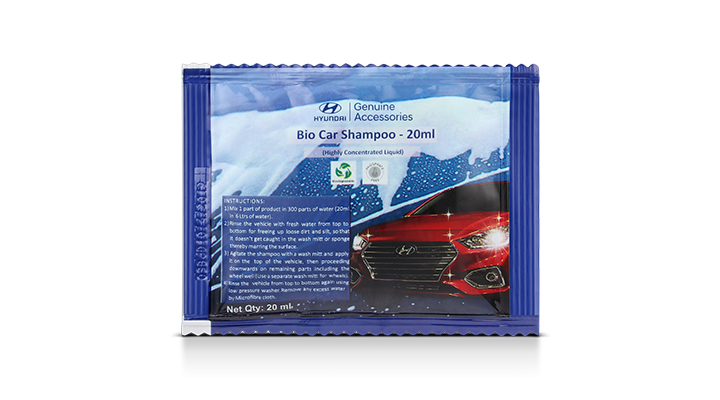 HYUNDAI
Genuine
Accessories
Bio Car Shampoo - 20ml
(Highly Concentrated Liquid)
INSTRUCTIONS:
1) Mix 1 part of product in 300 parts of water (20ml
in 6 Ltrs of water).
2) Rinse the vehicle with fresh water from top to
bottom for freeing up loose dirt and silt, so that
it doesn't get caught in the wash mitt or sponge
thereby marring the surface.
3) Agitate the shampoo with a wash mitt and apply
it on the top of the vehicle, then proceeding
downwards on remaining parts including the
wheel well (Use a separate wash mitt for wheels).
4) Rinse the vehicle from top to bottom again using
low pressure washer. Remove any excess water
by Microfibre cloth.
Net Qty: 20 ml.